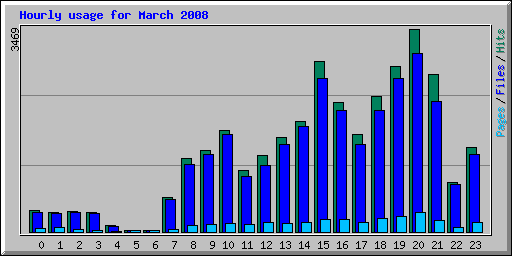 Hourly usage for March 2008
3469
Pages / Files / Hits
0 1 2 3 4 5 6 7 8 9 10 11 12 13 14 15 16 17 18 19 20 21 22 23